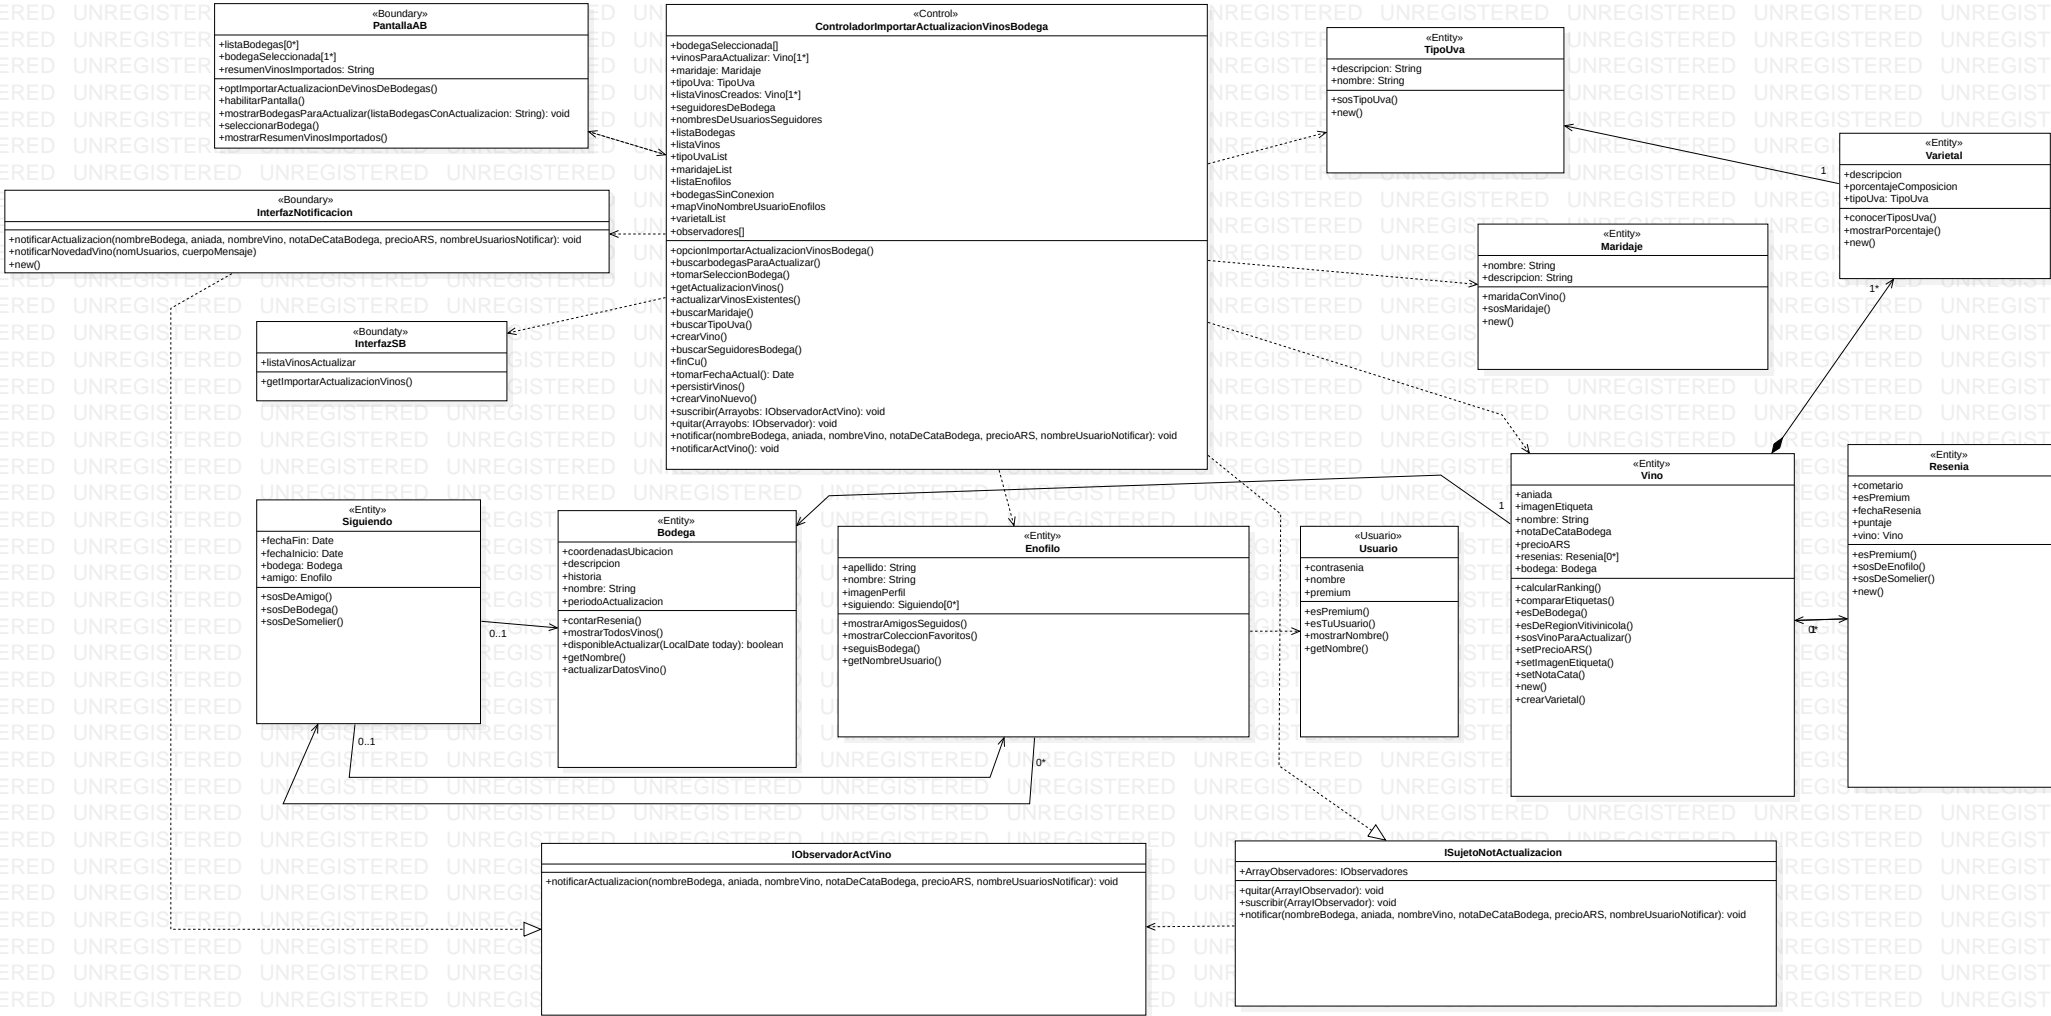 «Boundary»
PantallaAB
+listaBodegas[0*]
+bodegaSeleccionada[1*]
+resumenVinosImportados: String
+optImportarActualizacionDeVinosDeBodegas()
+habilitarPantalla()
+mostrarBodegasParaActualizar(listaBodegasConActualizacion: String): void
+seleccionarBodega()
+mostrarResumenVinosImportados()
«Control»
ControladorImportarActualizacionVinosBodega
+bodegaSeleccionada[]
+vinosParaActualizar: Vino[1*]
+maridaje: Maridaje
+tipoUva: TipoUva
+listaVinosCreados: Vino[1*]
+seguidoresDeBodega
+nombresDeUsuariosSeguidores
+listaBodegas
+listaVinos
+tipoUvaList
+maridajeList
+listaEnofilos
+bodegasSinConexion
+mapVinoNombreUsuarioEnofilos
+varietalList
+observadores[]
+opcionImportarActualizacionVinosBodega()
+buscarbodegasParaActualizar()
+tomarSeleccionBodega()
+getActualizacionVinos()
+actualizarVinosExistentes()
+buscarMaridaje()
+buscarTipoUva()
+crearVino()
+buscarSeguidoresBodega()
+finCu()
+tomarFechaActual(): Date
+persistirVinos()
+crearVinoNuevo()
+suscribir(Arrayobs: IObservadorActVino): void
+quitar(Arrayobs: IObservador): void
+notificar(nombreBodega, aniada, nombreVino, notaDeCataBodega, precioARS, nombreUsuarioNotificar): void
+notificarActVino(): void
«Entity»
TipoUva
+descripcion: String
+nombre: String
+sosTipoUva()
+new()
«Entity»
Varietal
+descripcion
+porcentajeComposicion
+tipoUva: TipoUva
+conocerTiposUva()
+mostrarPorcentaje()
+new()
1
1*
«Boundary»
InterfazNotificacion
+notificarActualizacion(nombreBodega, aniada, nombreVino, notaDeCataBodega, precioARS, nombreUsuariosNotificar): void
+notificarNovedadVino(nomUsuarios, cuerpoMensaje)
+new()
«Entity»
Maridaje
+nombre: String
+descripcion: String
+maridaConVino()
+sosMaridaje()
+new()
«Boundaty»
InterfazSB
+listaVinosActualizar
+getImportarActualizacionVinos()
«Entity»
Siguiendo
+fechaFin: Date
+fechaInicio: Date
+bodega: Bodega
+amigo: Enofilo
+sosDeAmigo()
+sosDeBodega()
+sosDeSomelier()
0..1
0..1
«Entity»
Bodega
+coordenadasUbicacion
+descripcion
+historia
+nombre: String
+periodoActualizacion
+contarResenia()
+mostrarTodosVinos()
+disponibleActualizar(LocalDate today): boolean
+getNombre()
+actualizarDatosVino()
«Entity»
Enofilo
+apellido: String
+nombre: String
+imagenPerfil
+siguiendo: Siguiendo[0*]
+mostrarAmigosSeguidos()
+mostrarColeccionFavoritos()
+seguisBodega()
+getNombreUsuario()
0*
«Usuario»
Usuario
+contrasenia
+nombre
+premium
+esPremium()
+esTuUsuario()
+mostrarNombre()
+getNombre()
1
«Entity»
Vino
+aniada
+imagenEtiqueta
+nombre: String
+notaDeCataBodega
+precioARS
+resenias: Resenia[0*]
+bodega: Bodega
+calcularRanking()
+compararEtiquetas()
+esDeBodega()
+esDeRegionVitivinicola()
+sosVinoParaActualizar()
+setPrecioARS()
+setImagenEtiqueta()
+setNotaCata()
+new()
+crearVarietal()
«Entity»
Resenia
+cometario
+esPremium
+fechaResenia
+puntaje
+vino: Vino
+esPremium()
+sosDeEnofilo()
+sosDeSomelier()
+new()
IObservadorActVino
+notificarActualizacion(nombreBodega, aniada, nombreVino, notaDeCataBodega, precioARS, nombreUsuariosNotificar): void
ISujetoNotActualizacion
+ArrayObservadores: IObservadores
+quitar(ArrayIObservador): void
+suscribir(ArrayIObservador): void
+notificar(nombreBodega, aniada, nombreVino, notaDeCataBodega, precioARS, nombreUsuarioNotificar): void
UNREGISTERED